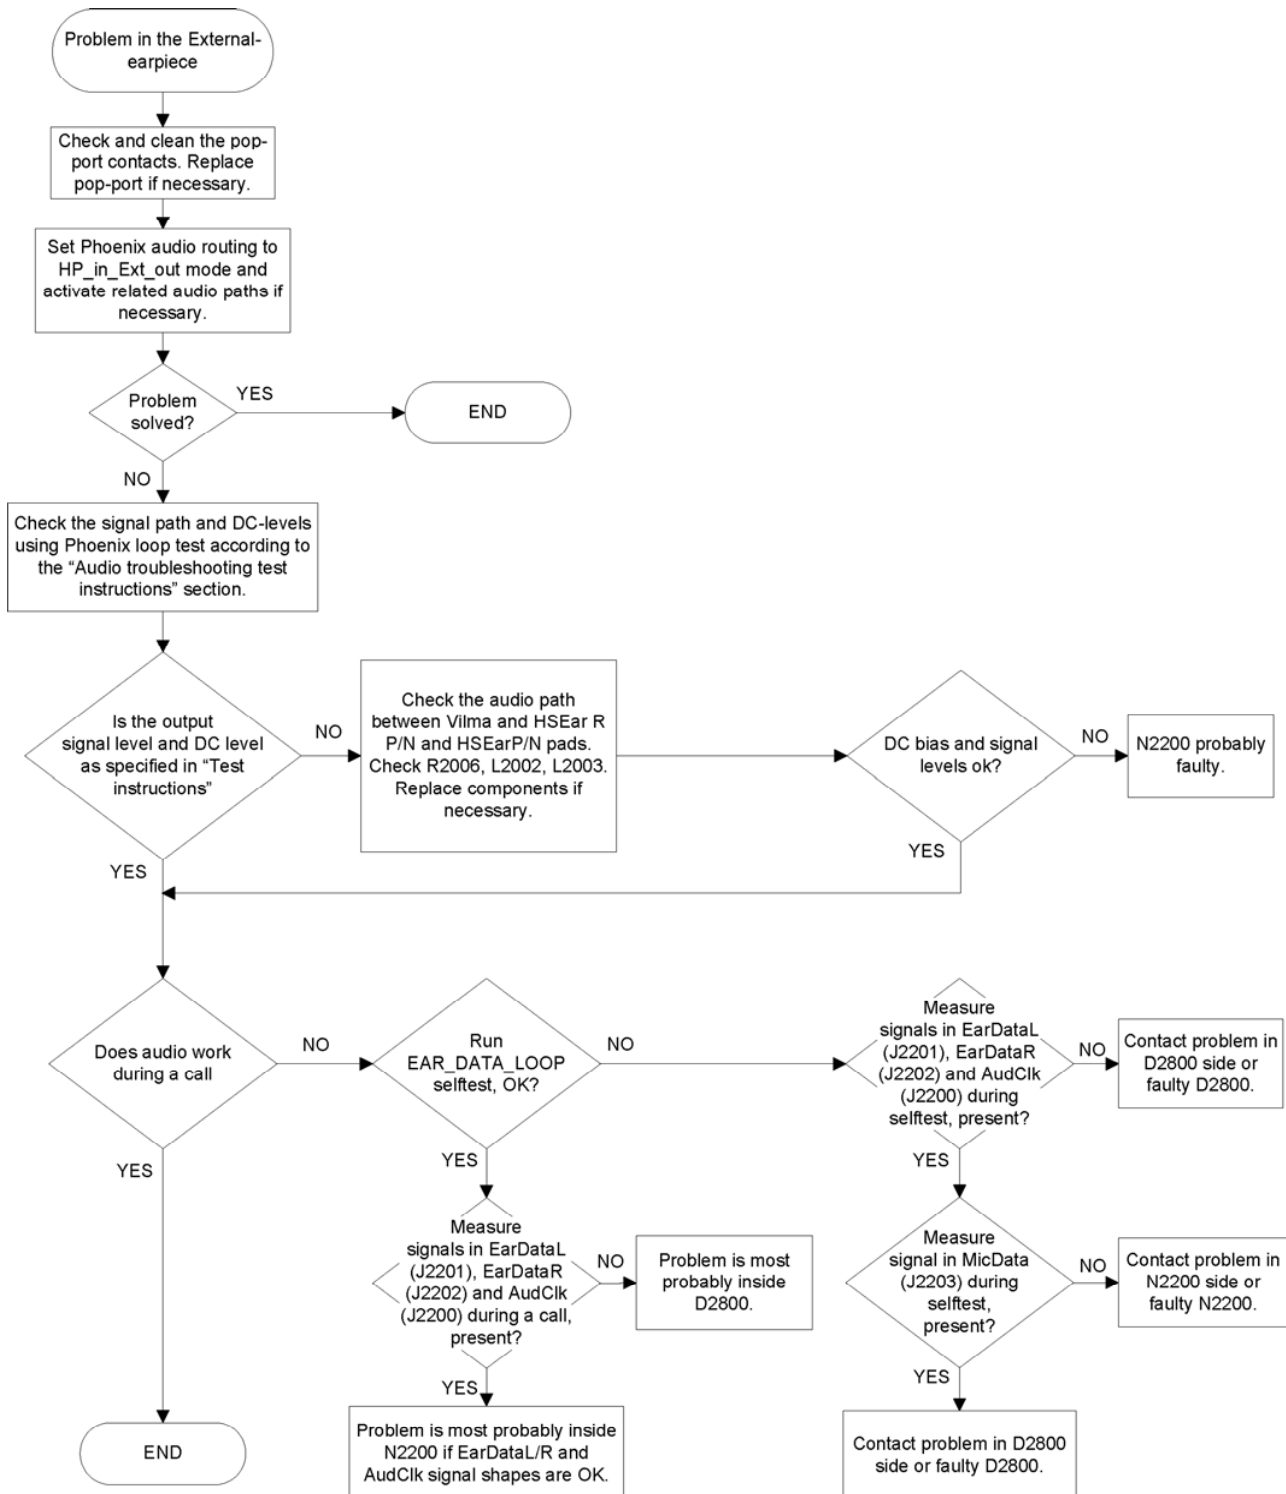 Problem in the External-
earpiece
Check and clean the pop-
port contacts. Replace
pop-port if necessary.
Set Phoenix audio routing to
HP_in_Ext_out mode and
activate related audio paths if
necessary.
Problem
solved?
YES
END
NO
Check the signal path and DC-levels
using Phoenix loop test according to
the “Audio troubleshooting test
instructions” section.
Is the output
signal level and DC level
as specified in “Test
instructions”
NO
Check the audio path
between Vilma and HSEar R
P/N and HSEarP/N pads.
Check R2006, L2002, L2003.
Replace components if
necessary.
DC bias and signal
levels ok?
NO
N2200 probably
faulty.
YES
YES
Does audio work
during a call
NO
Run
EAR_DATA_LOOP
selftest, OK?
NO
Measure
signals in EarDataL
(J2201), EarDataR
(J2202) and AudClk
(J2200) during
selftest, present?
NO
Contact problem in
D2800 side or
faulty D2800.
YES
YES
YES
Measure
signals in EarDataL
(J2201), EarDataR
(J2202) and AudClk
(J2200) during a call,
present?
NO
Problem is most
probably inside
D2800.
Measure
signal in MicData
(J2203) during
selftest,
present?
NO
Contact problem in
N2200 side or
faulty N2200.
YES
YES
END
Problem is most probably inside
N2200 if EarDataL/R and
AudClk signal shapes are OK.
Contact problem in D2800
side or faulty D2800.